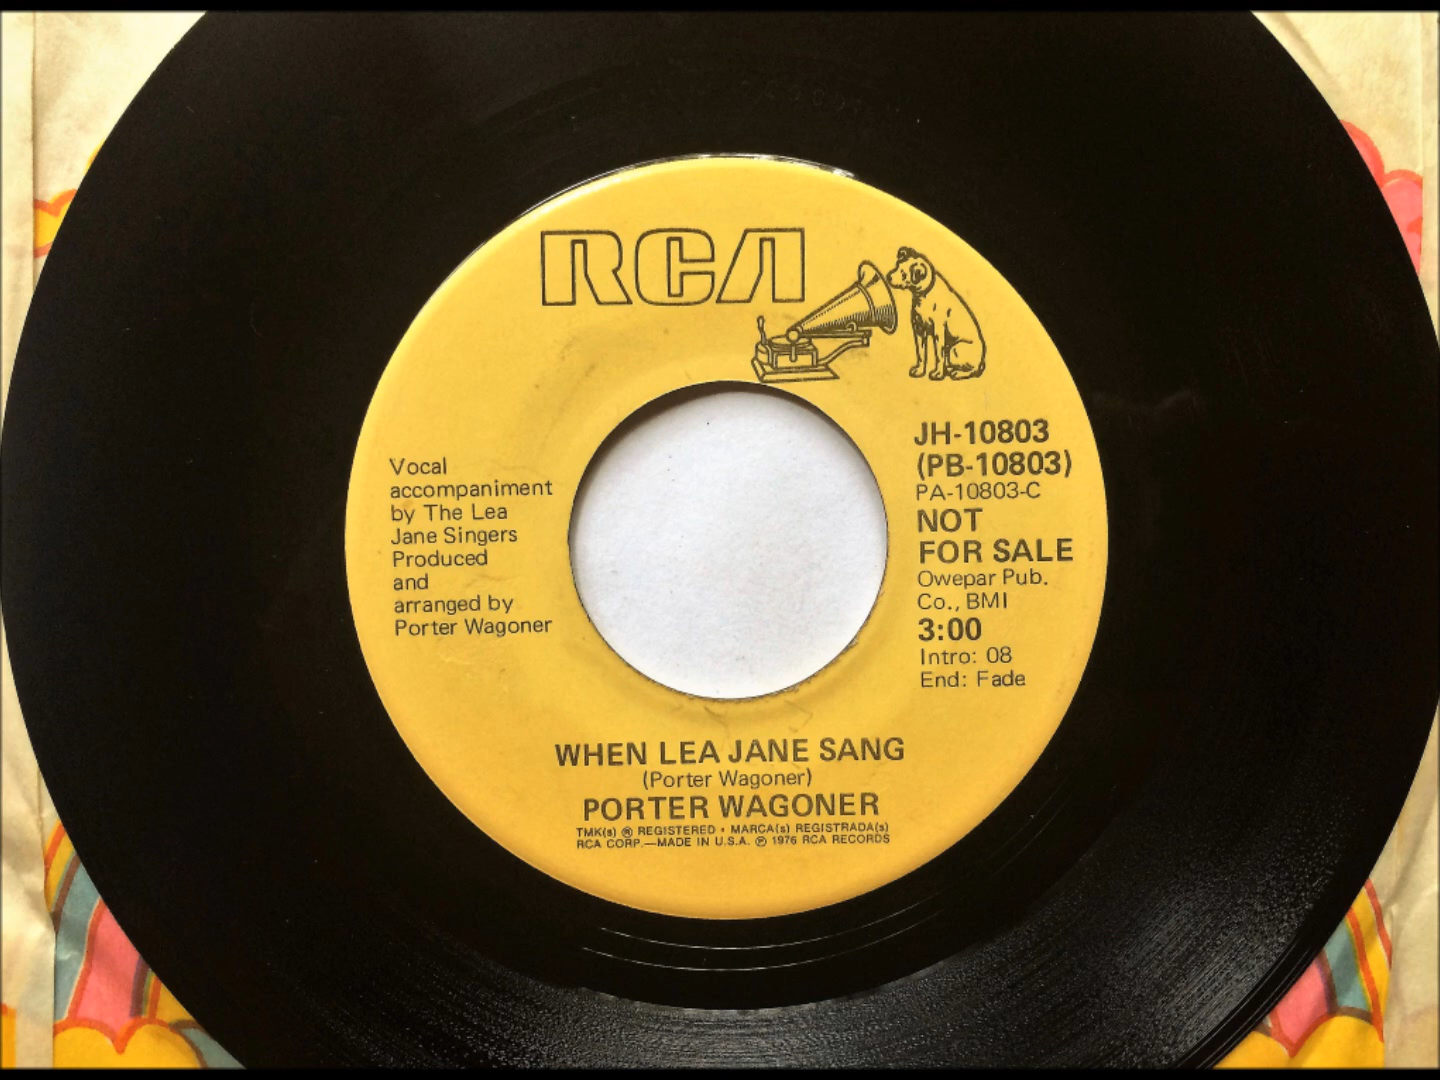 RCA
Vocal
accompaniment
by The Lea
Jane Singers
Produced
and
arranged by
Porter Wagoner
JH-10803
(PB-10803)
PA-10803-C
NOT
FOR SALE
Owepar Pub.
Co., BMI
3:00
Intro: 08
End: Fade
WHEN LEA JANE SANG
(Porter Wagoner)
PORTER WAGONER
TMK(s) ® REGISTERED • MARCA(s) REGISTRADA(s)
RCA CORP.—MADE IN U.S.A. ℗ 1976 RCA RECORDS